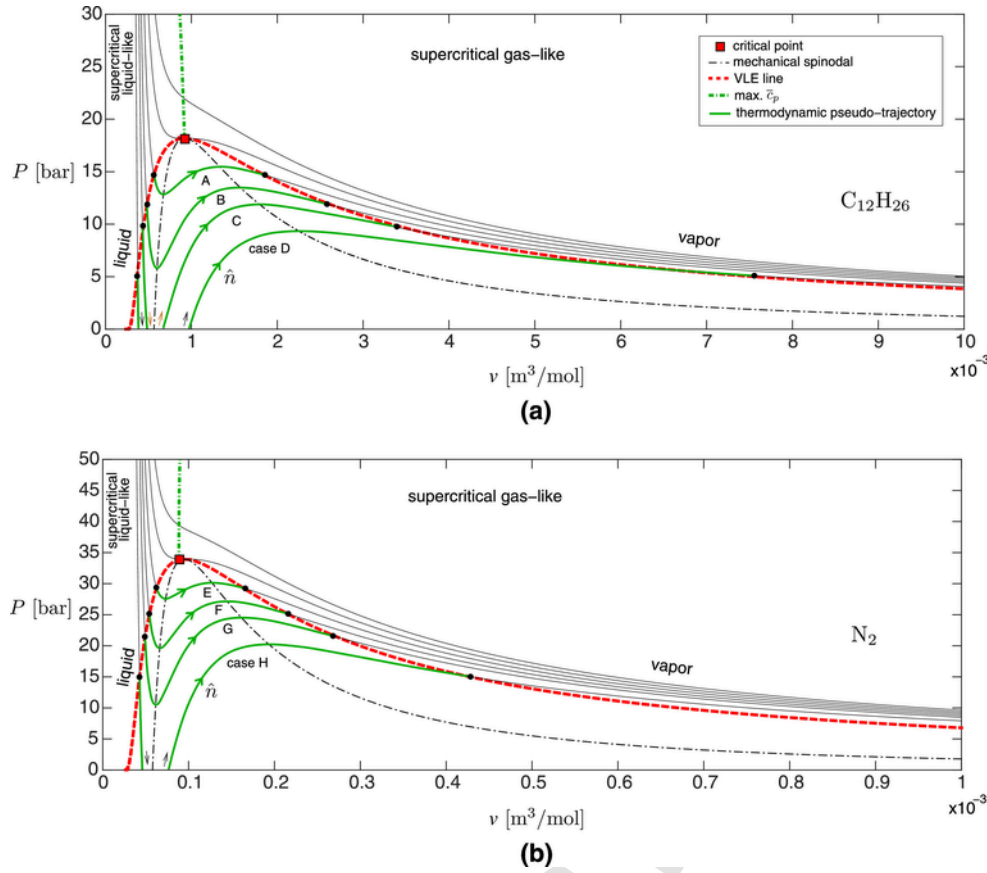 30
25
20
15
10
5
0
P [bar]
supercritical
liquid–like
supercritical gas–like
critical point
mechanical spinodal
VLE line
max. c̅p
thermodynamic pseudo–trajectory
C12H26
A
B
C
case D
n̂
liquid
vapor
0 1 2 3 4 5 6 7 8 9 10
x10⁻³
v [m³/mol]
(a)
50
45
40
35
30
25
20
15
10
5
0
P [bar]
supercritical
liquid–like
supercritical gas–like
N2
E
F
G
case H
n̂
liquid
vapor
0 0.1 0.2 0.3 0.4 0.5 0.6 0.7 0.8 0.9 1
x10⁻³
v [m³/mol]
(b)